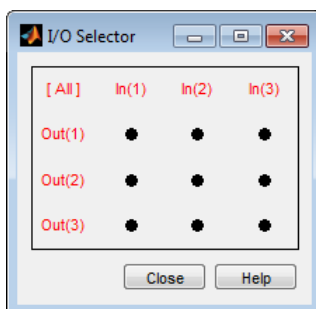 I/O Selector
[ All ] In(1) In(2) In(3)
Out(1)
Out(2)
Out(3)
Close Help